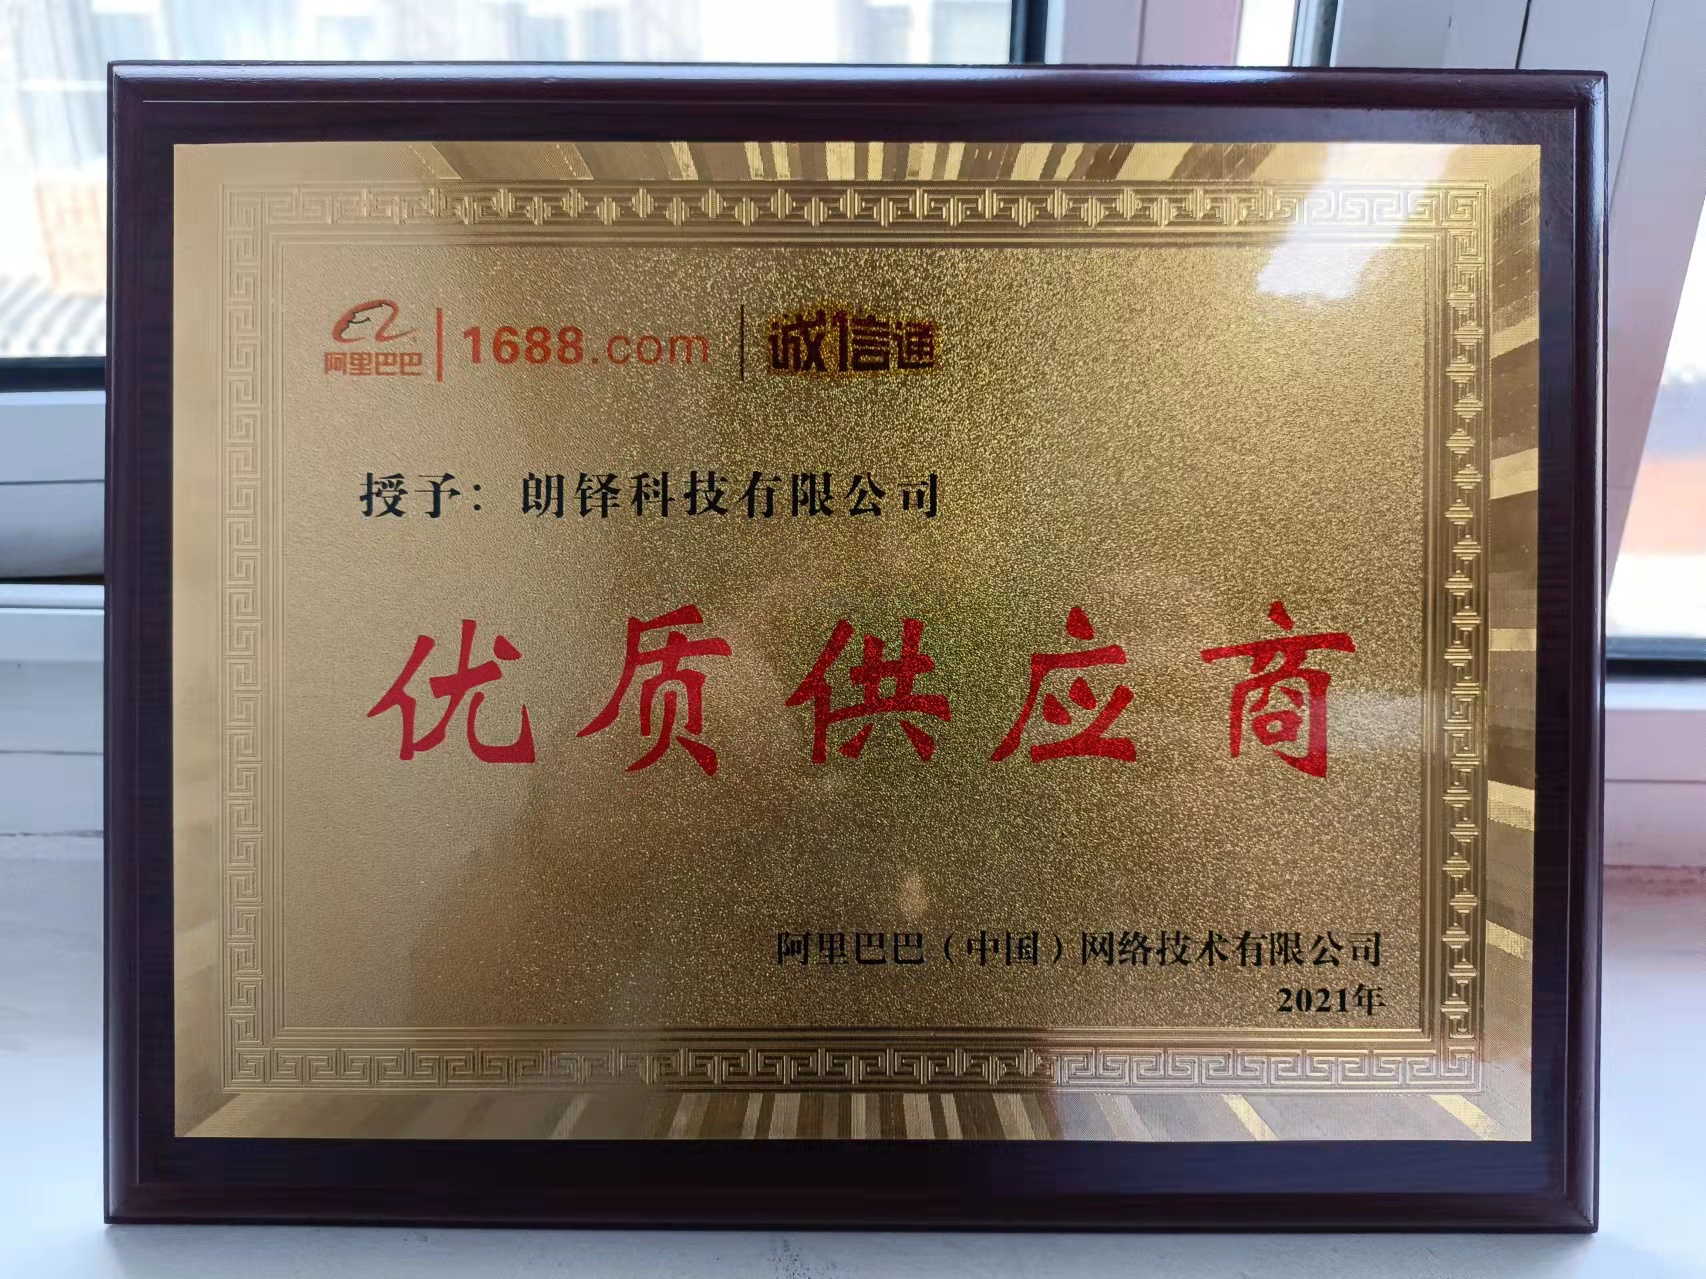 阿里巴巴 1688.com 诚信通
授予：朗铎科技有限公司
优质供应商
阿里巴巴（中国）网络技术有限公司
2021年